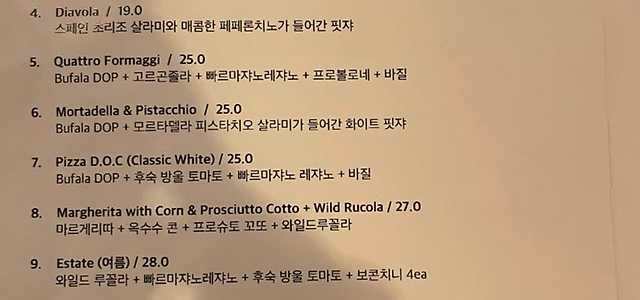 4. Diavola / 19.0
스페인 초리조 살라미와 매콤한 페페론치노가 들어간 핏쟈
5. Quattro Formaggi / 25.0
Bufala DOP + 고르곤졸라 + 빠르마쟈노레쟈노 + 프로볼로네 + 바질
6. Mortadella & Pistacchio / 25.0
Bufala DOP + 모르타델라 피스타치오 살라미가 들어간 화이트 핏쟈
7. Pizza D.O.C (Classic White) / 25.0
Bufala DOP + 후숙 방울 토마토 + 빠르마쟈노 레쟈노 + 바질
8. Margherita with Corn & Prosciutto Cotto + Wild Rucola / 27.0
마르게리따 + 옥수수 콘 + 프로슈토 꼬또 + 와일드루꼴라
9. Estate (여름) / 28.0
와일드 루꼴라 + 빠르마쟈노레쟈노 + 후숙 방울 토마토 + 보콘치니 4ea